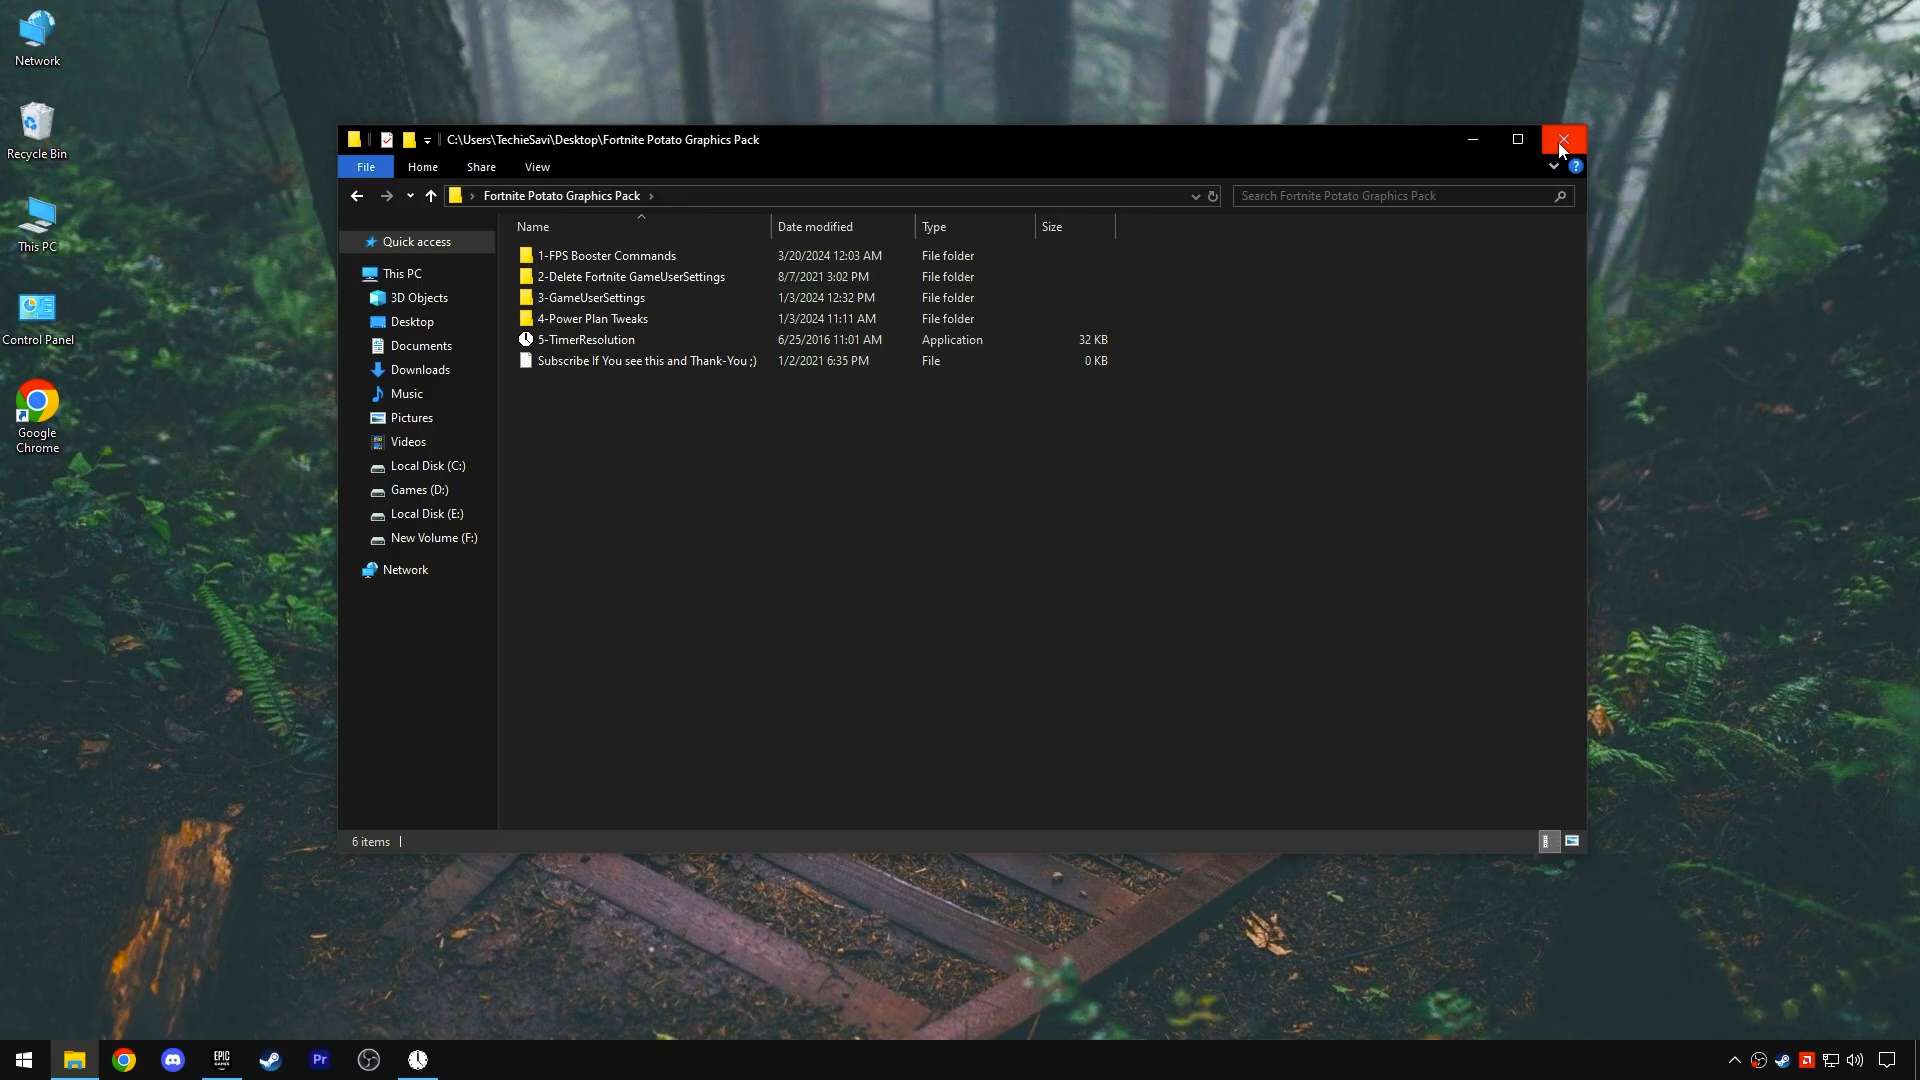 Network
Recycle Bin
This PC
Control Panel
Google
Chrome
C:\Users\TechieSavi\Desktop\Fortnite Potato Graphics Pack
File Home Share View
Fortnite Potato Graphics Pack
Search Fortnite Potato Graphics Pack
Quick access
This PC
3D Objects
Desktop
Documents
Downloads
Music
Pictures
Videos
Local Disk (C:)
Games (D:)
Local Disk (E:)
New Volume (F:)
Network
Name Date modified Type Size
1-FPS Booster Commands 3/20/2024 12:03 AM File folder
2-Delete Fortnite GameUserSettings 8/7/2021 3:02 PM File folder
3-GameUserSettings 1/3/2024 12:32 PM File folder
4-Power Plan Tweaks 1/3/2024 11:11 AM File folder
5-TimerResolution 6/25/2016 11:01 AM Application 32 KB
Subscribe If You see this and Thank-You ;) 1/2/2021 6:35 PM File 0 KB
6 items
EPIC
GAMES
Pr